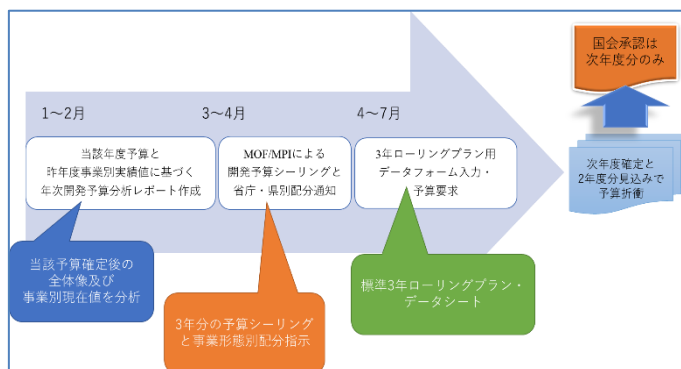 国会承認は
次年度分のみ
1～2月
3～4月
4～7月
当該年度予算と
昨年度事業別実績値に基づく
年次開発予算分析レポート作成
MOF/MPIによる
開発予算シーリングと
省庁・県別配分通知
3年ローリングプラン用
データフォーム入力・
予算要求
次年度確定と
2年度分見込みで
予算折衝
当該予算確定後の
全体像及び
事業別現在値を分析
3年分の予算シーリング
と事業形態別配分指示
標準3年ローリングプラン・
データシート